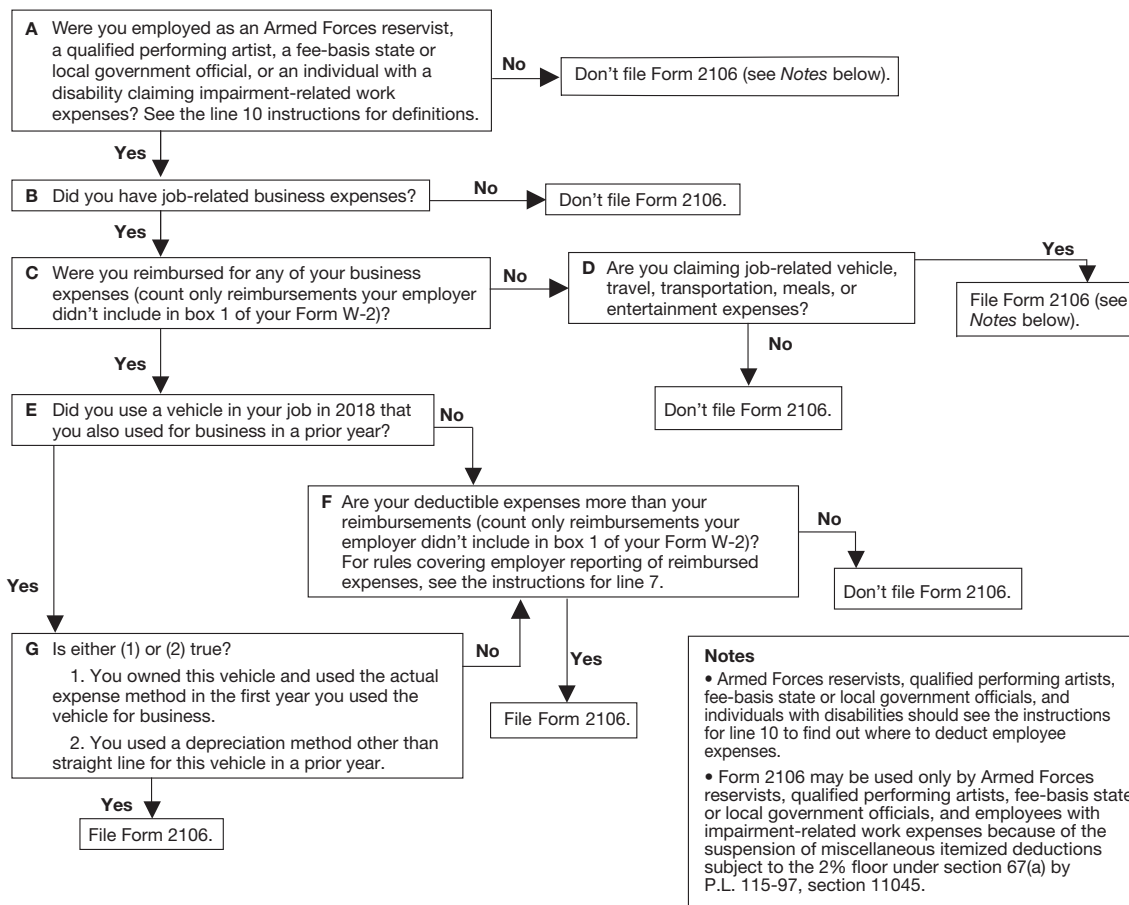 A Were you employed as an Armed Forces reservist,
a qualified performing artist, a fee-basis state or
local government official, or an individual with a
disability claiming impairment-related work
expenses? See the line 10 instructions for definitions.
No
Don't file Form 2106 (see Notes below).
Yes
B Did you have job-related business expenses?
No
Don't file Form 2106.
Yes
C Were you reimbursed for any of your business
expenses (count only reimbursements your employer
didn't include in box 1 of your Form W-2)?
No
D Are you claiming job-related vehicle,
travel, transportation, meals, or
entertainment expenses?
Yes
File Form 2106 (see
Notes below).
No
Don't file Form 2106.
Yes
E Did you use a vehicle in your job in 2018 that
you also used for business in a prior year?
No
F Are your deductible expenses more than your
reimbursements (count only reimbursements your
employer didn't include in box 1 of your Form W-2)?
For rules covering employer reporting of reimbursed
expenses, see the instructions for line 7.
No
Don't file Form 2106.
Yes
File Form 2106.
Yes
G Is either (1) or (2) true?
1. You owned this vehicle and used the actual
expense method in the first year you used the
vehicle for business.
2. You used a depreciation method other than
straight line for this vehicle in a prior year.
No
Yes
File Form 2106.
Notes
• Armed Forces reservists, qualified performing artists,
fee-basis state or local government officials, and
individuals with disabilities should see the instructions
for line 10 to find out where to deduct employee
expenses.
• Form 2106 may be used only by Armed Forces
reservists, qualified performing artists, fee-basis state
or local government officials, and employees with
impairment-related work expenses because of the
suspension of miscellaneous itemized deductions
subject to the 2% floor under section 67(a) by
P.L. 115-97, section 11045.